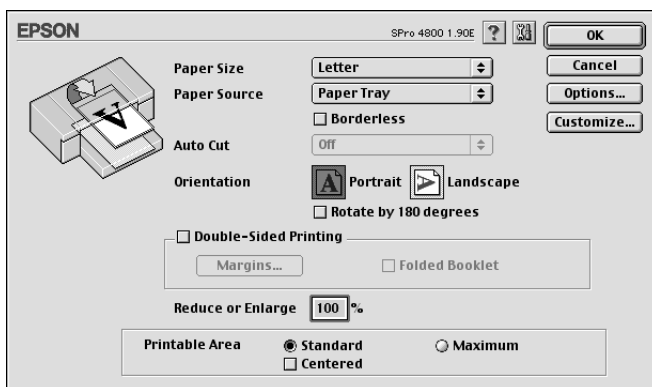 EPSON SPro 4800 1.90E ? OK
Paper Size Letter Cancel
Paper Source Paper Tray Options...
Borderless Customize...
Auto Cut Off
Orientation A Portrait A Landscape
Rotate by 180 degrees
Double-Sided Printing
Margins... Folded Booklet
Reduce or Enlarge 100 %
Printable Area Standard Maximum
Centered